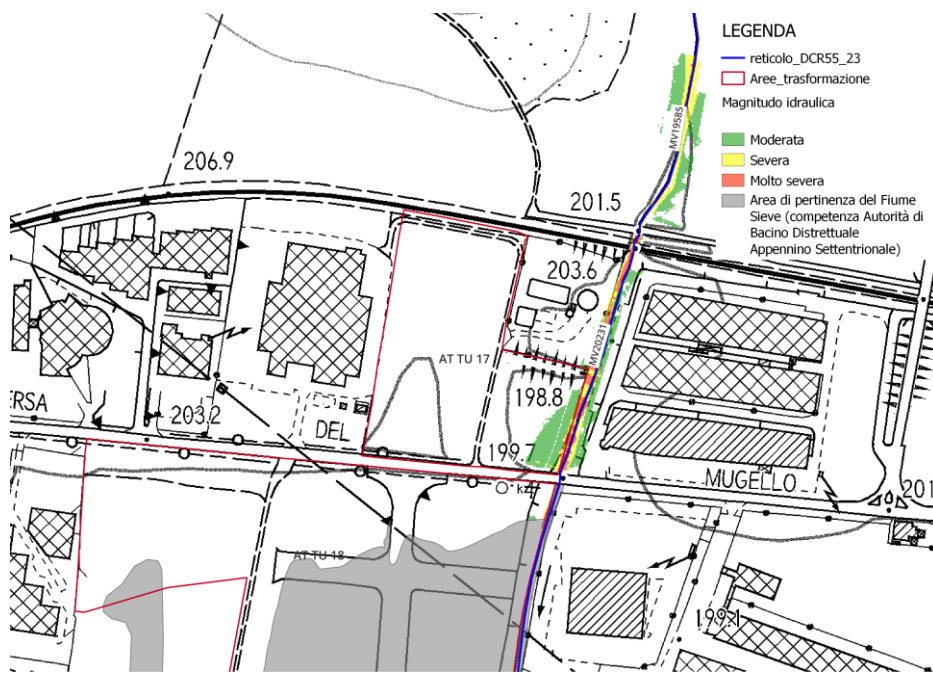 LEGENDA
reticolo_DCR55_23
Aree_trasformazione
Magnitudo idraulica
Moderata
Severa
Molto severa
Area di pertinenza del Fiume
Sieve (competenza Autorità di
Bacino Distrettuale
Appennino Settentrionale)
MV19585
206.9
201.5
203.6
MV20231
AT TU 17
198.8
ERSA
203.2
DEL
199.7
MUGELLO
201
AT TU 18
199.1